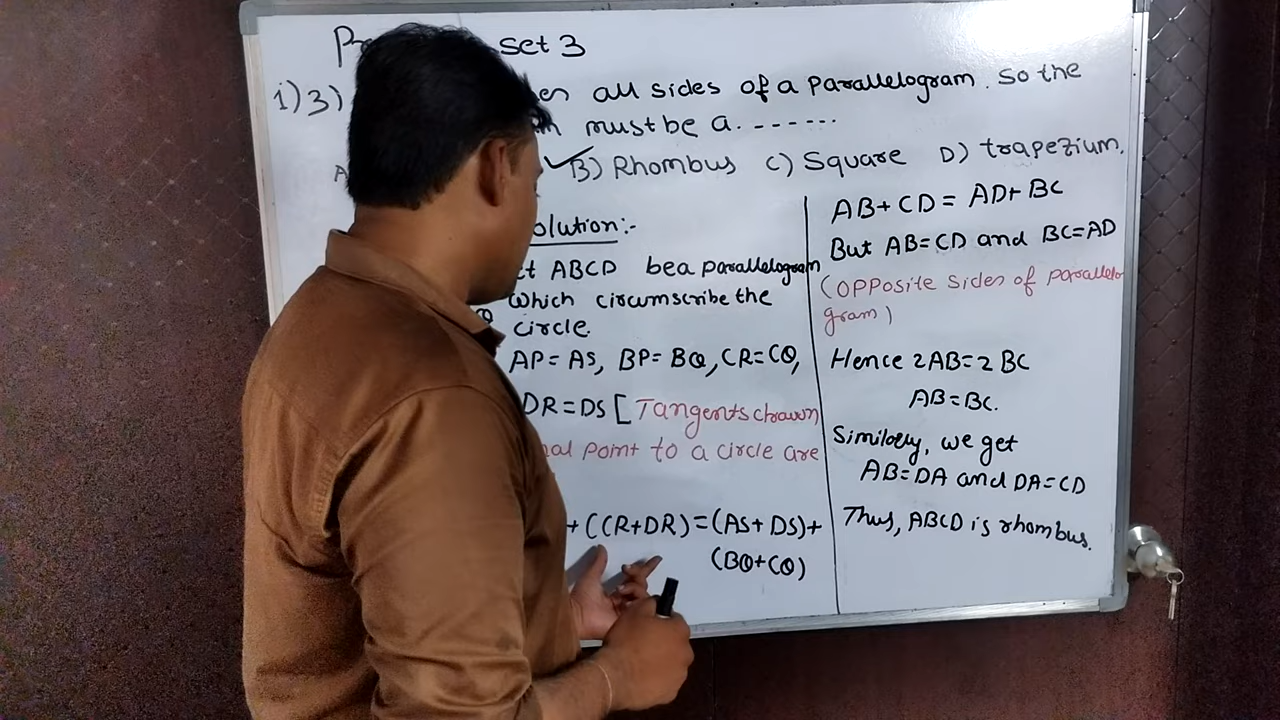 set 3
1) 3) all sides of a parallelogram. So the
must be a. - - - - - - -
B) Rhombus C) Square D) trapezium.
olution:-
ABCD be a parallelogram
which circumscribe the
circle.
AP = AS, BP = BQ, CR = CQ,
DR = DS [Tangents drawn
point to a circle are
+ (CR + DR) = (AS + DS) +
(BQ + CQ)
AB + CD = AD + BC
But AB = CD and BC = AD
(opposite sides of parallelo
gram)
Hence 2AB = 2 BC
AB = BC.
we get
AB = DA and DA = CD
Thus, ABCD is rhombus.